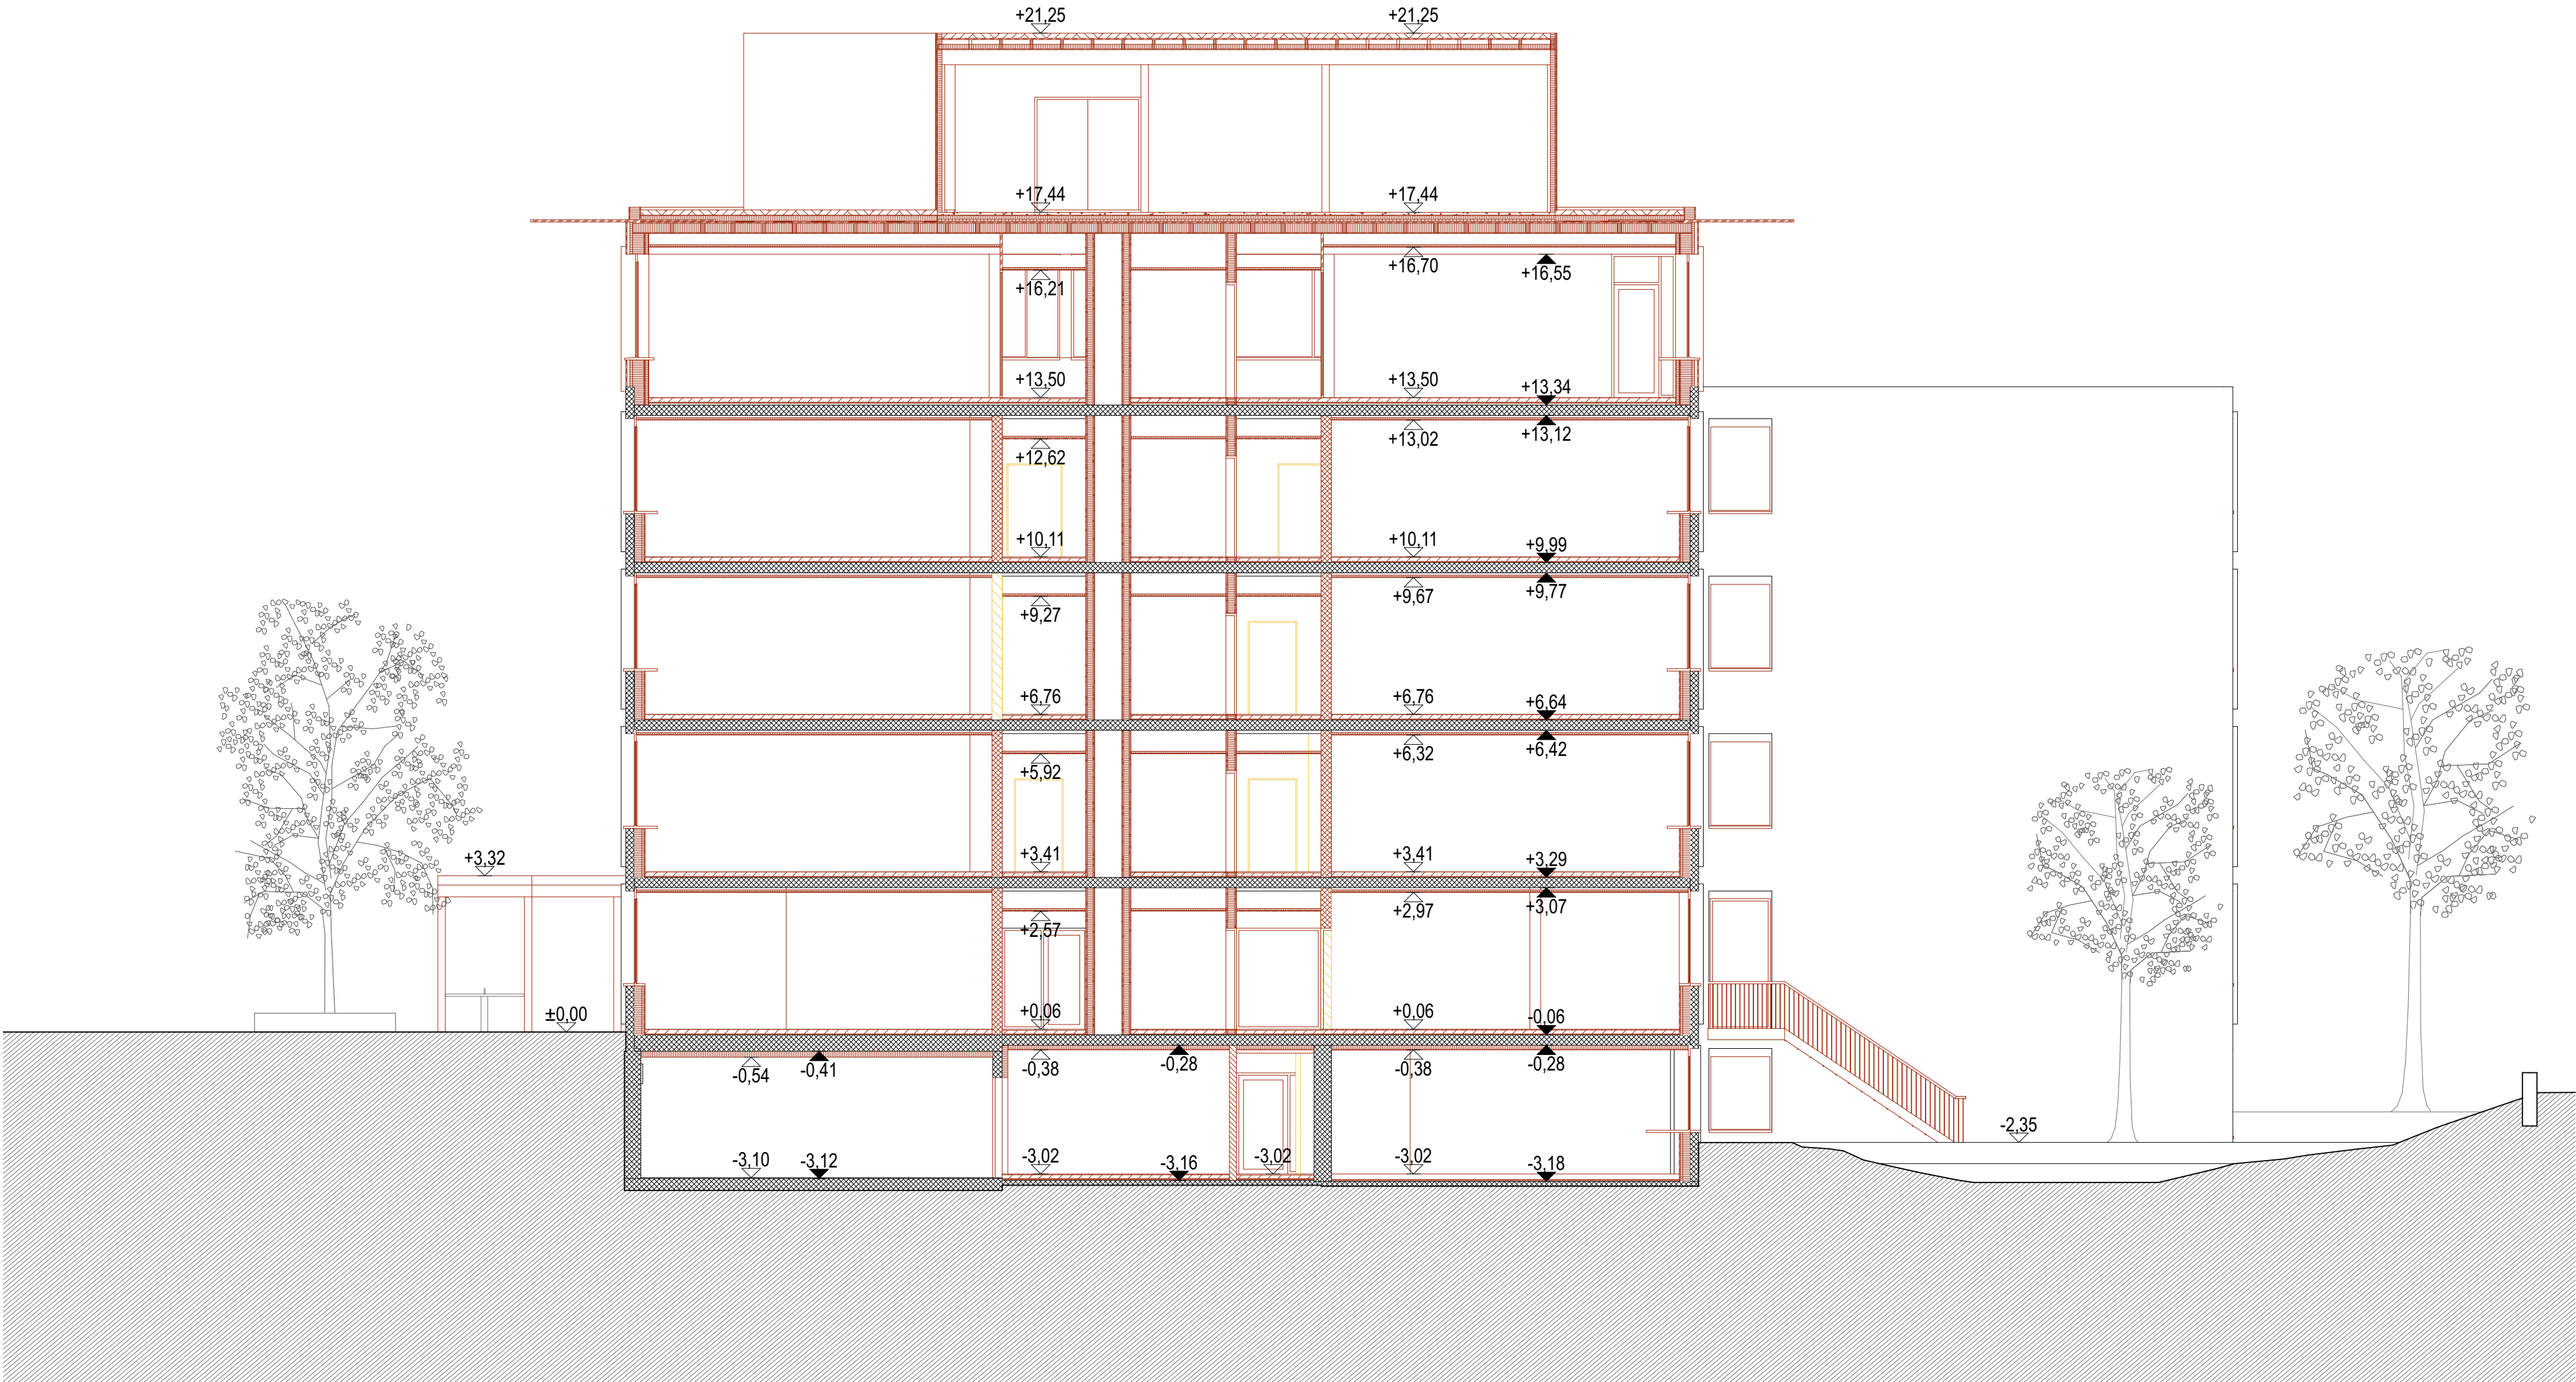 +21,25 +21,25
+17,44 +17,44
+16,70 +16,55
+16,21
+13,50 +13,50 +13,34
+13,02 +13,12
+12,62
+10,11 +10,11 +9,99
+9,67 +9,77
+9,27
+6,76 +6,76 +6,64
+6,32 +6,42
+5,92
+3,32 +3,41 +3,41 +3,29
+2,97 +3,07
+2,57
±0,00 +0,06 +0,06 -0,06
-0,54 -0,41 -0,38 -0,28 -0,38 -0,28
-2,35
-3,10 -3,12 -3,02 -3,16 -3,02 -3,02 -3,18